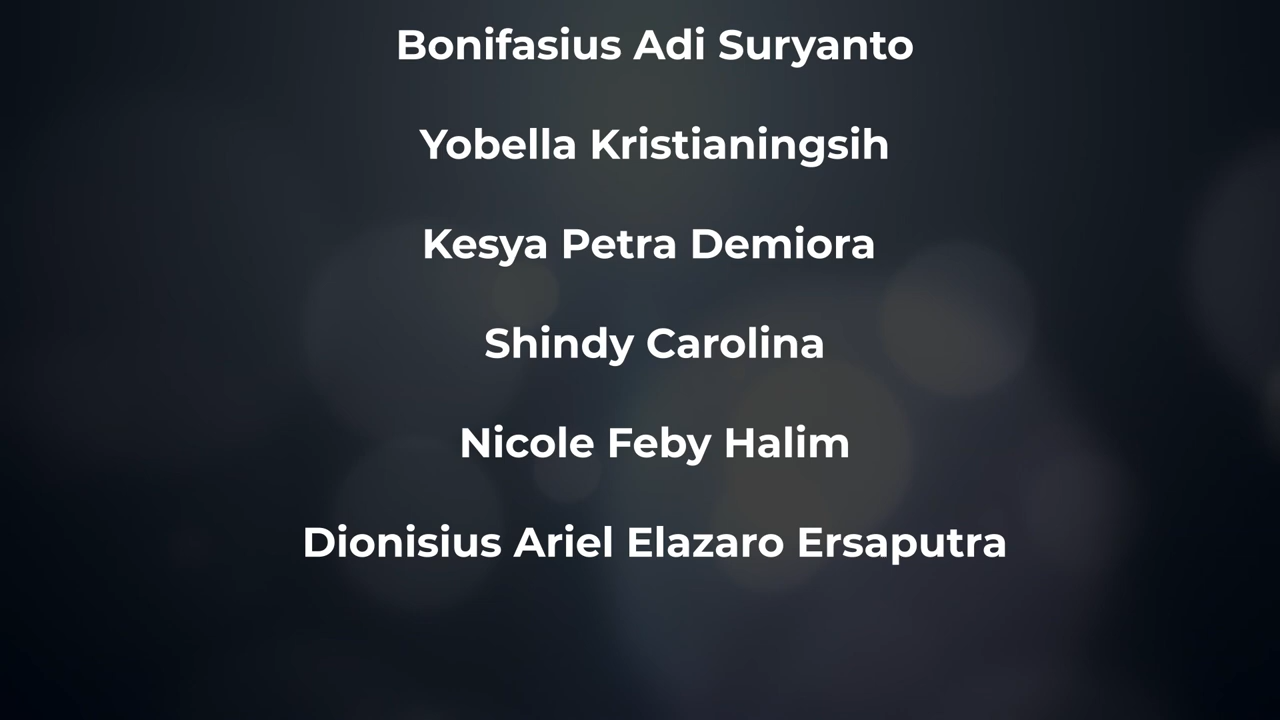 Bonifasius Adi Suryanto
Yobella Kristianingsih
Kesya Petra Demiora
Shindy Carolina
Nicole Feby Halim
Dionisius Ariel Elazaro Ersaputra